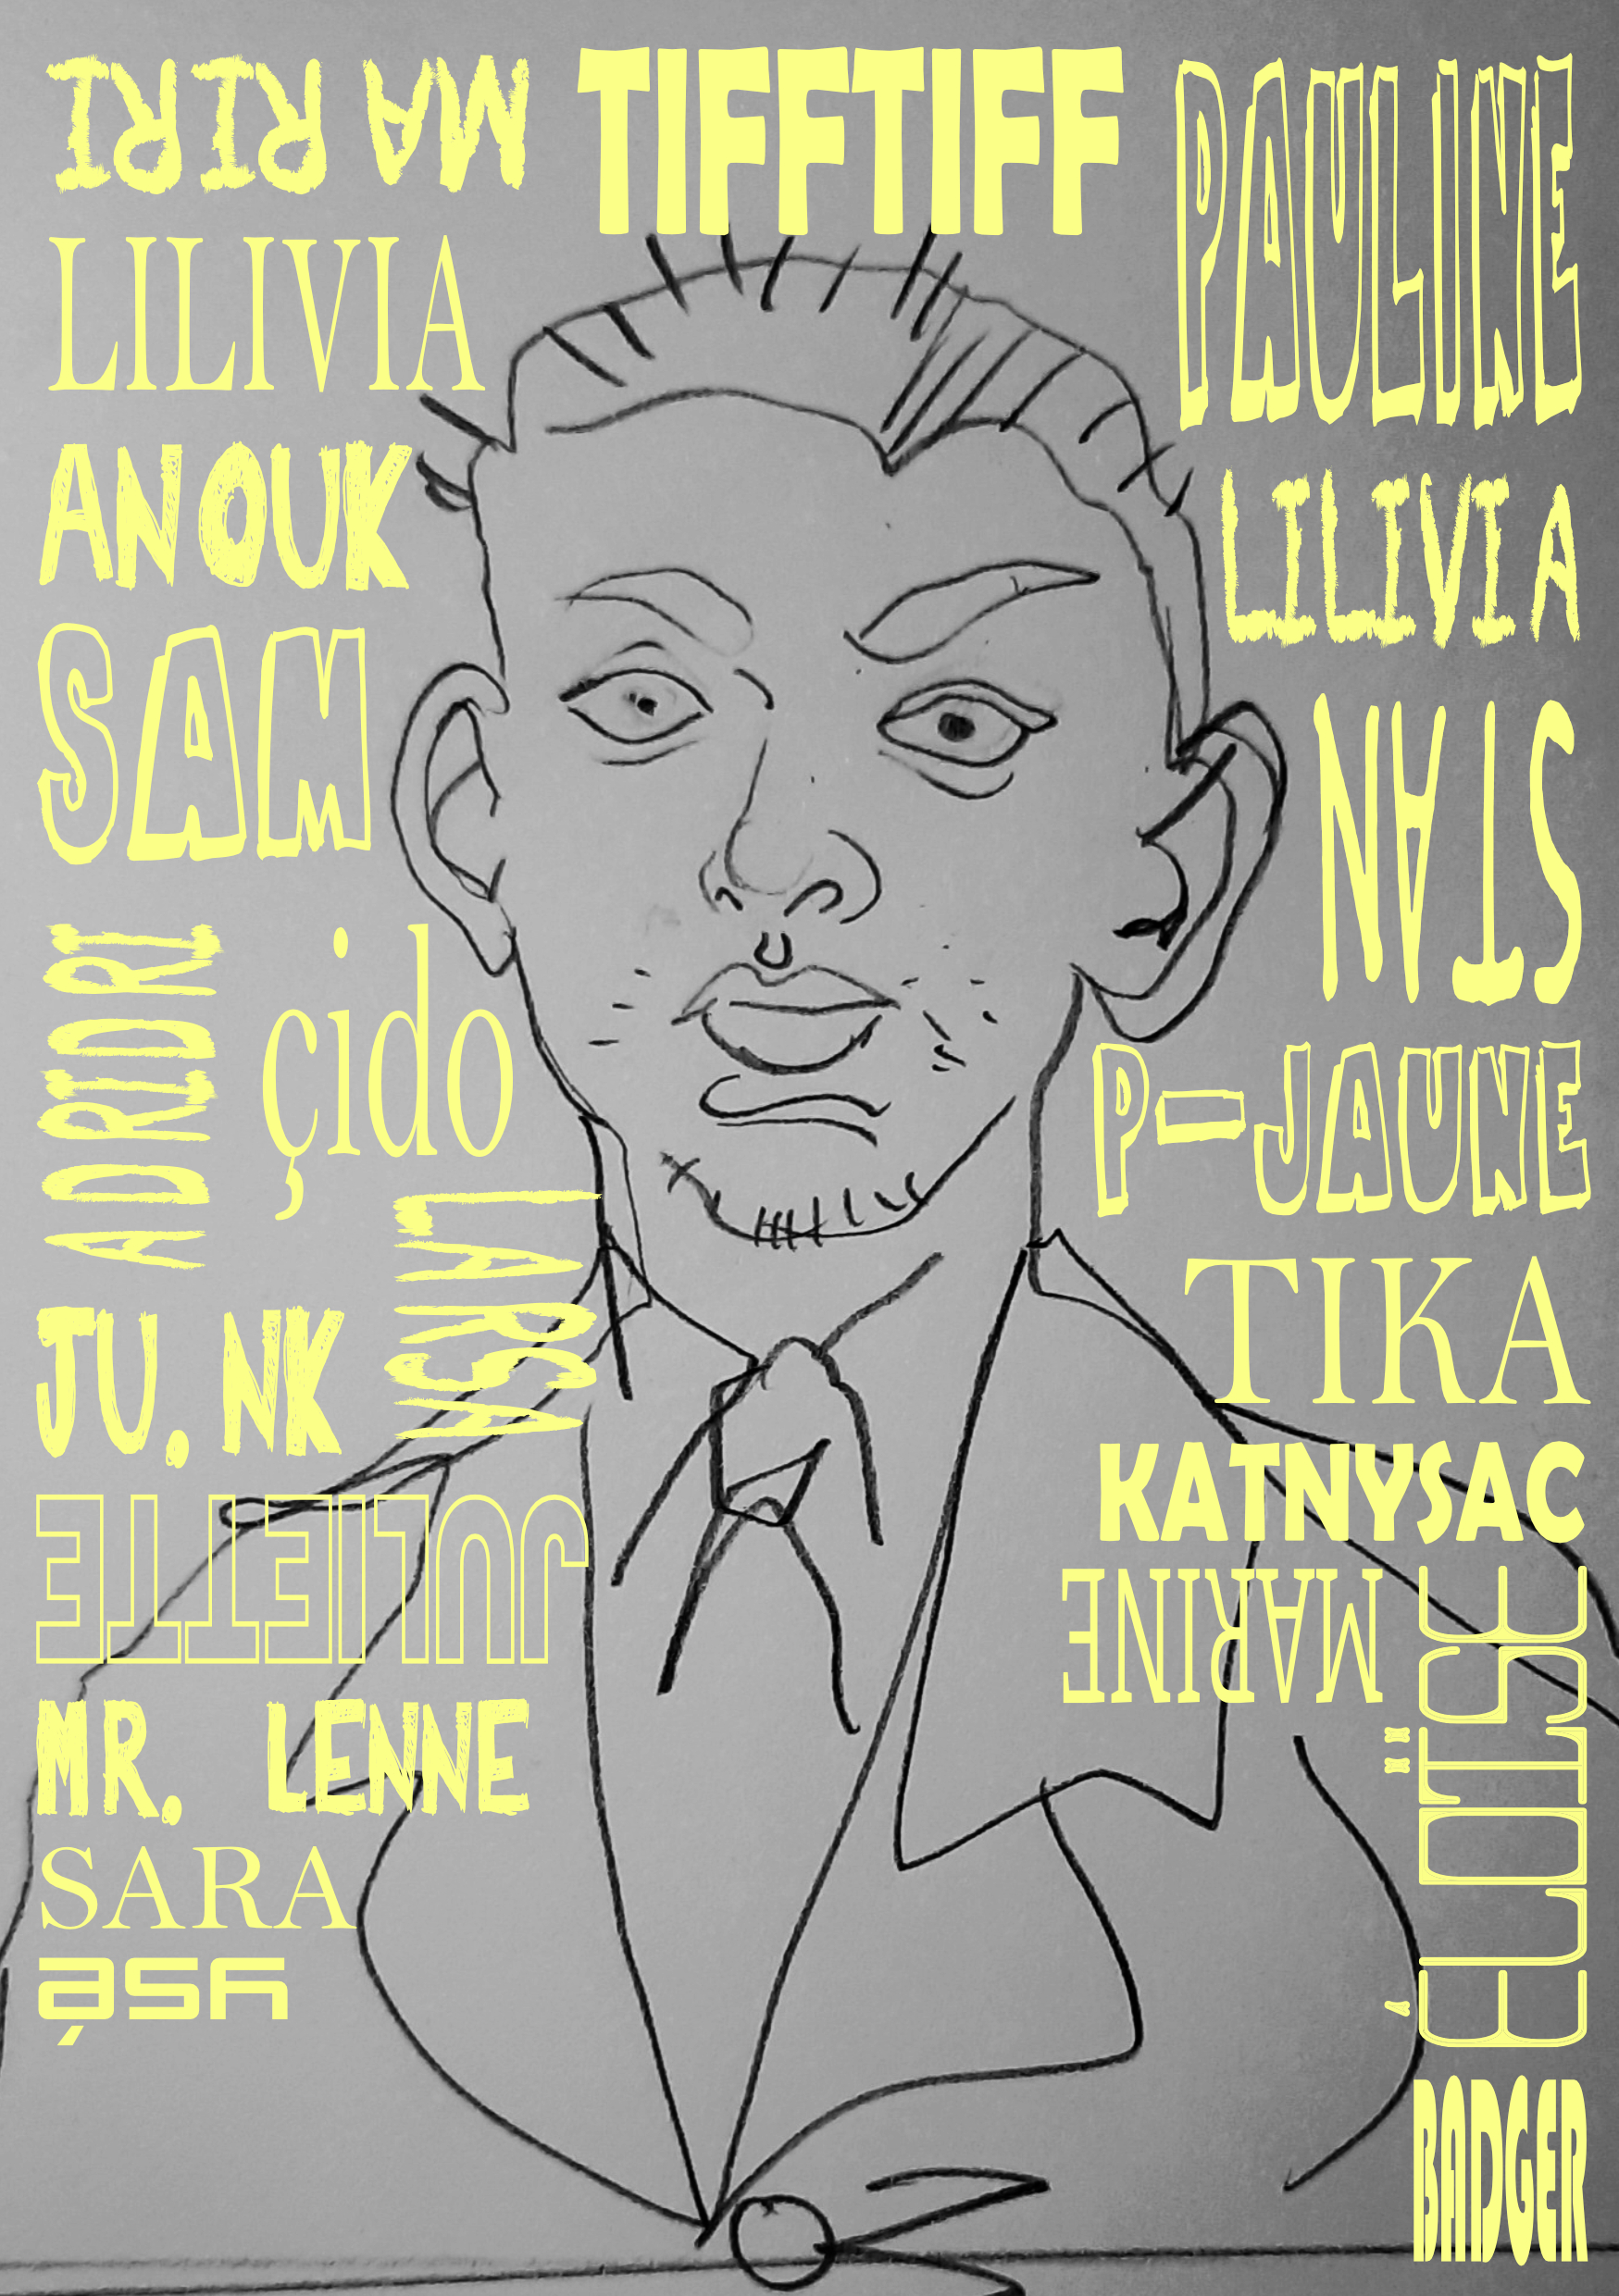 MA RIRI
TIFFTIFF
PAULINE
LILIVIA
ANOUK
LILIVIA
SAM
STAN
ADRIDRI
çido
P-JAUNE
LARSA
TIKA
JU.NK
KATNYSAC
JULIETTE
MARINE
ÉLOÏSE
MR. LENNE
SARA
ysé
BADGER